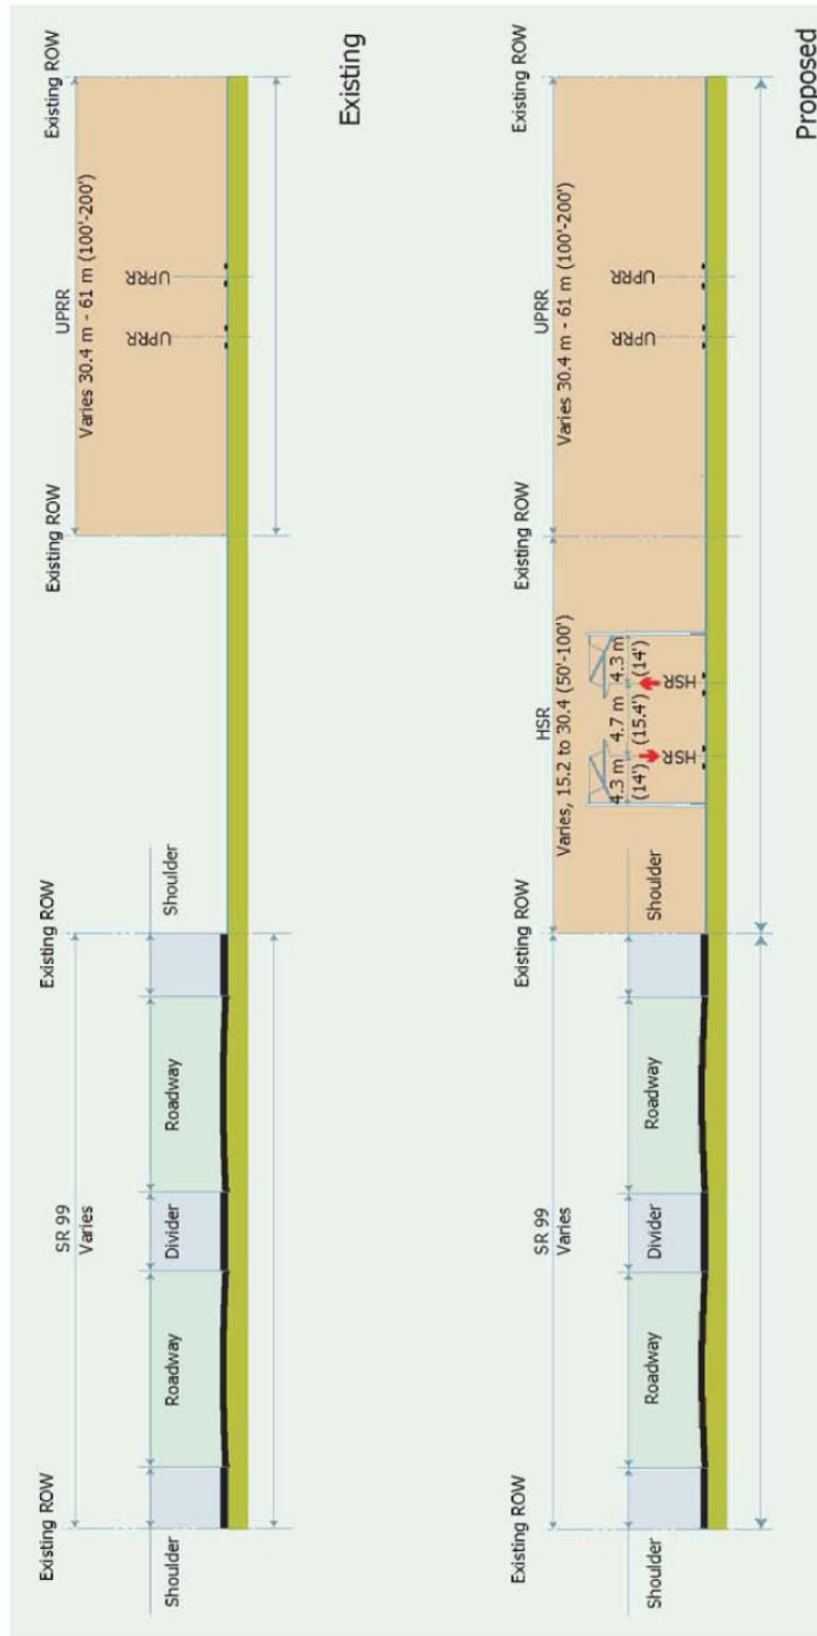 Existing ROW
SR 99
Varies
Existing ROW
Existing ROW
UPRR
Varies 30.4 m - 61 m (100'-200')
Existing ROW
Shoulder
Roadway
Divider
Roadway
Shoulder
UPRR
UPRR
Existing
Existing ROW
SR 99
Varies
Existing ROW
HSR
Varies, 15.2 to 30.4 (50'-100')
Existing ROW
UPRR
Varies 30.4 m - 61 m (100'-200')
Existing ROW
Shoulder
Roadway
Divider
Roadway
Shoulder
4.3 m
(14')
4.7 m
(15.4')
4.3 m
(14')
HSR
HSR
UPRR
UPRR
Proposed